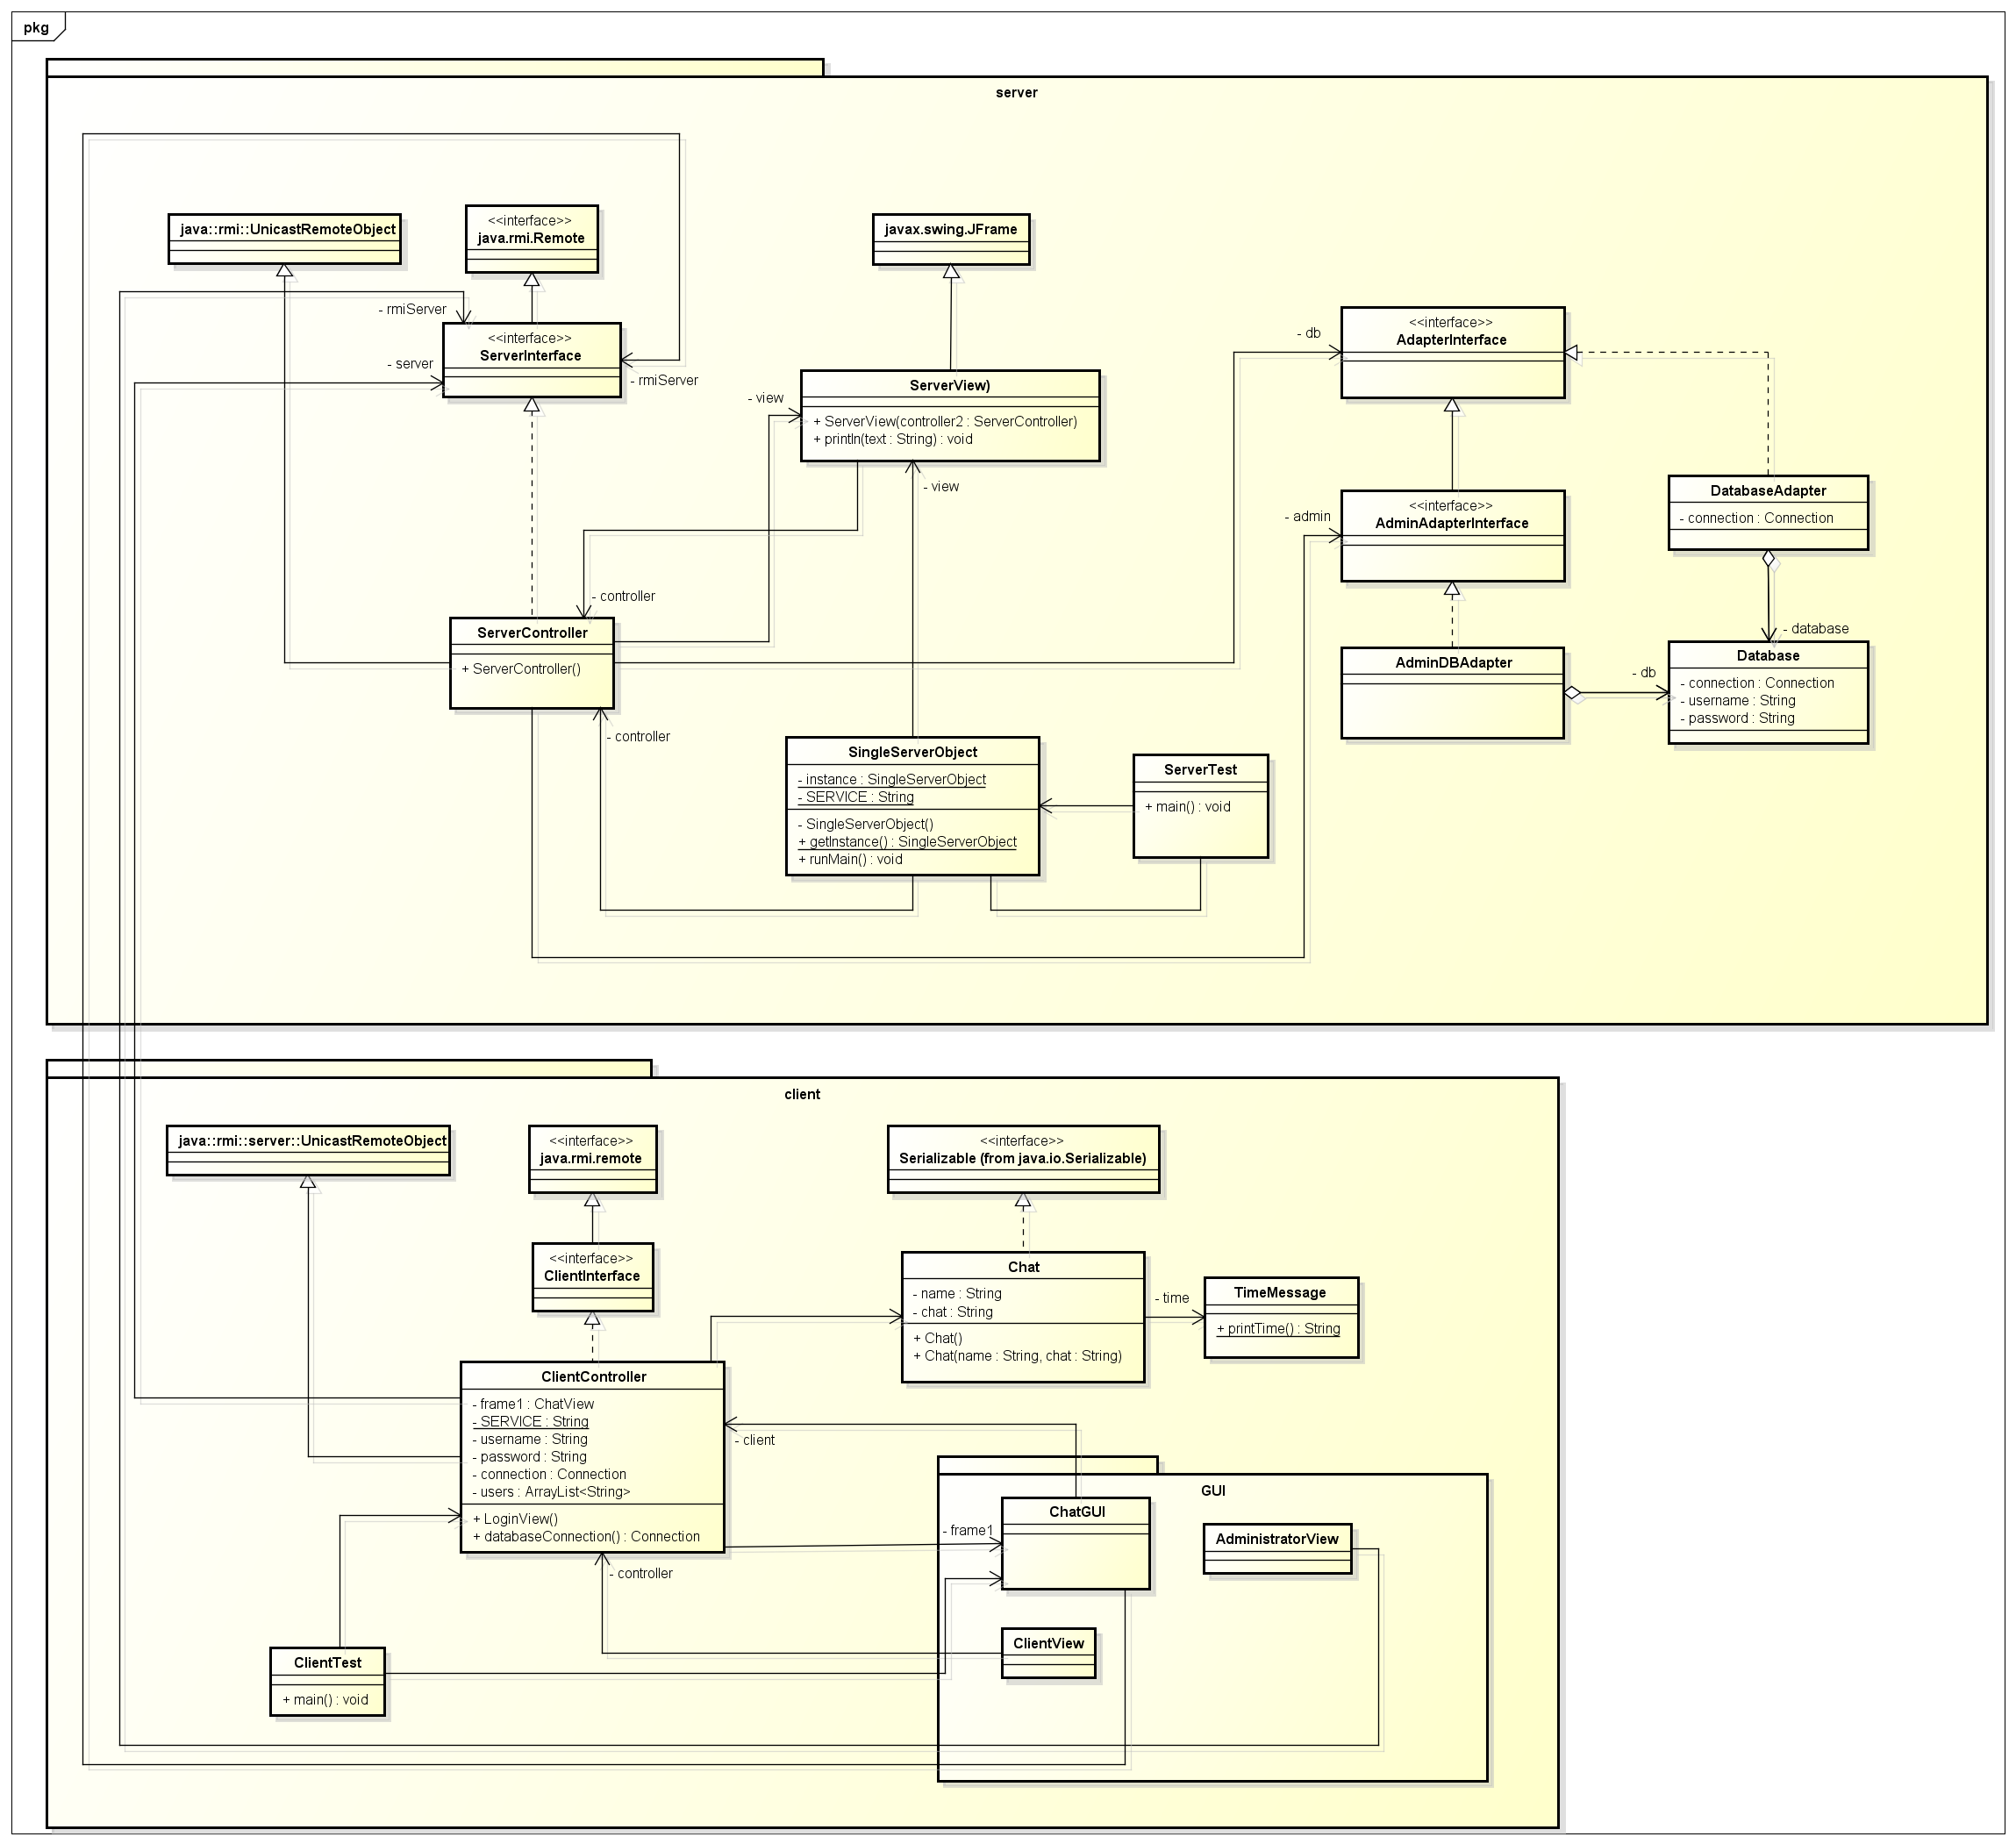 pkg
server
java::rmi::UnicastRemoteObject
<<interface>>
java.rmi.Remote
javax.swing.JFrame
- rmiServer
<<interface>>
ServerInterface
- server
- rmiServer
- view
ServerView)
+ ServerView(controller2 : ServerController)
+ println(text : String) : void
- view
- db
<<interface>>
AdapterInterface
- admin
<<interface>>
AdminAdapterInterface
DatabaseAdapter
- connection : Connection
- database
- controller
ServerController
+ ServerController()
- controller
AdminDBAdapter
- db
Database
- connection : Connection
- username : String
- password : String
SingleServerObject
- instance : SingleServerObject
- SERVICE : String
- SingleServerObject()
+ getInstance() : SingleServerObject
+ runMain() : void
ServerTest
+ main() : void
client
java::rmi::server::UnicastRemoteObject
<<interface>>
java.rmi.remote
<<interface>>
Serializable (from java.io.Serializable)
<<interface>>
ClientInterface
Chat
- name : String
- chat : String
+ Chat()
+ Chat(name : String, chat : String)
- time
TimeMessage
+ printTime() : String
ClientController
- frame1 : ChatView
- SERVICE : String
- username : String
- password : String
- connection : Connection
- users : ArrayList<String>
+ LoginView()
+ databaseConnection() : Connection
- client
- controller
GUI
- frame1
ChatGUI
AdministratorView
ClientView
ClientTest
+ main() : void